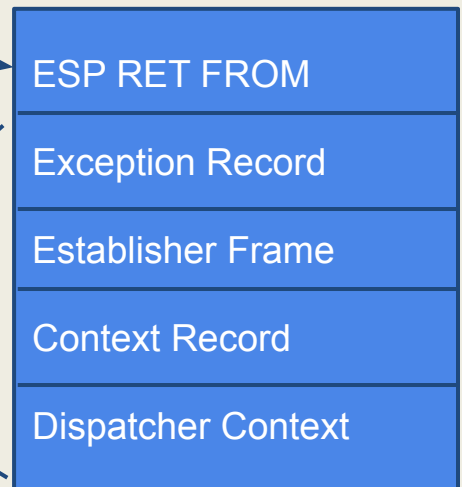 ESP RET FROM
Exception Record
Establisher Frame
Context Record
Dispatcher Context